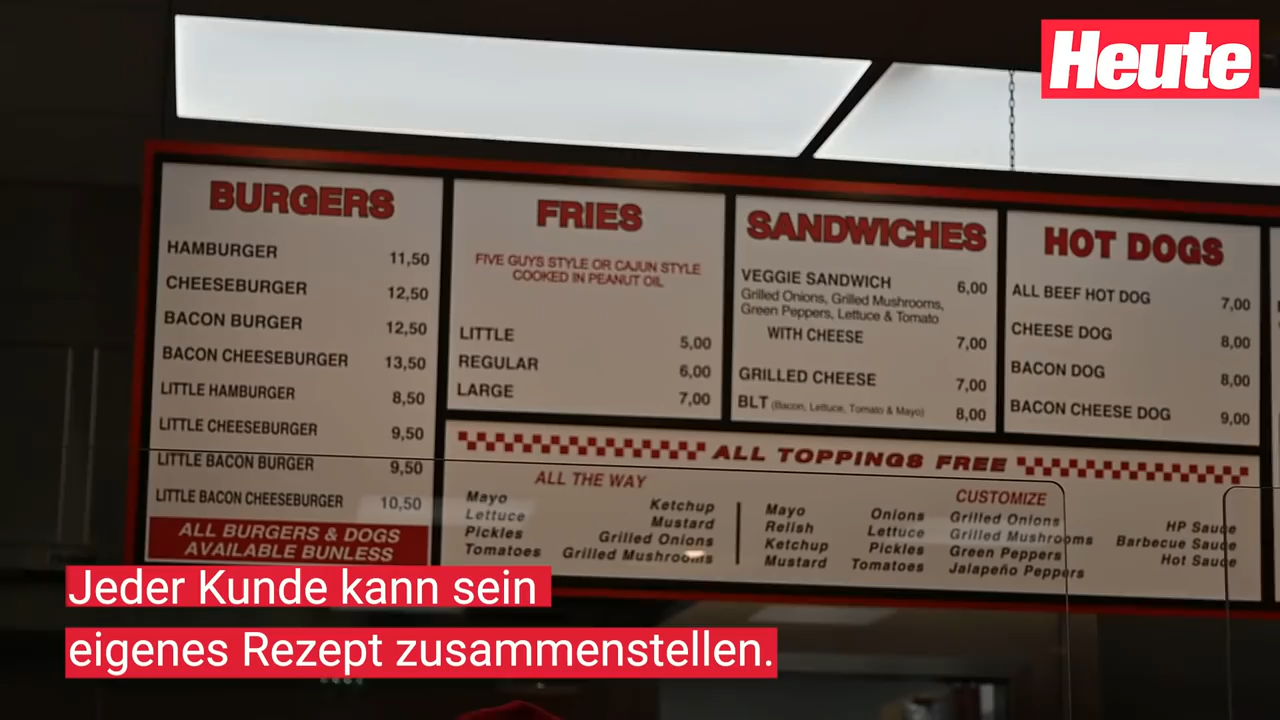 Heute
BURGERS
HAMBURGER 11,50
CHEESEBURGER 12,50
BACON BURGER 12,50
BACON CHEESEBURGER 13,50
LITTLE HAMBURGER 8,50
LITTLE CHEESEBURGER 9,50
LITTLE BACON BURGER 9,50
LITTLE BACON CHEESEBURGER 10,50
ALL BURGERS & DOGS
AVAILABLE BUNLESS
FRIES
FIVE GUYS STYLE OR CAJUN STYLE
COOKED IN PEANUT OIL
LITTLE 5,00
REGULAR 6,00
LARGE 7,00
SANDWICHES
VEGGIE SANDWICH 6,00
Grilled Onions, Grilled Mushrooms,
Green Peppers, Lettuce & Tomato
WITH CHEESE 7,00
GRILLED CHEESE 7,00
BLT (Bacon, Lettuce, Tomato & Mayo) 8,00
HOT DOGS
ALL BEEF HOT DOG 7,00
CHEESE DOG 8,00
BACON DOG 8,00
BACON CHEESE DOG 9,00
ALL TOPPINGS FREE
ALL THE WAY
Mayo Ketchup
Lettuce Mustard
Pickles Grilled Onions
Tomatoes Grilled Mushrooms
CUSTOMIZE
Mayo Onions Grilled Onions HP Sauce
Relish Lettuce Grilled Mushrooms Barbecue Sauce
Ketchup Pickles Green Peppers Hot Sauce
Mustard Tomatoes Jalapeño Peppers
Jeder Kunde kann sein
eigenes Rezept zusammenstellen.